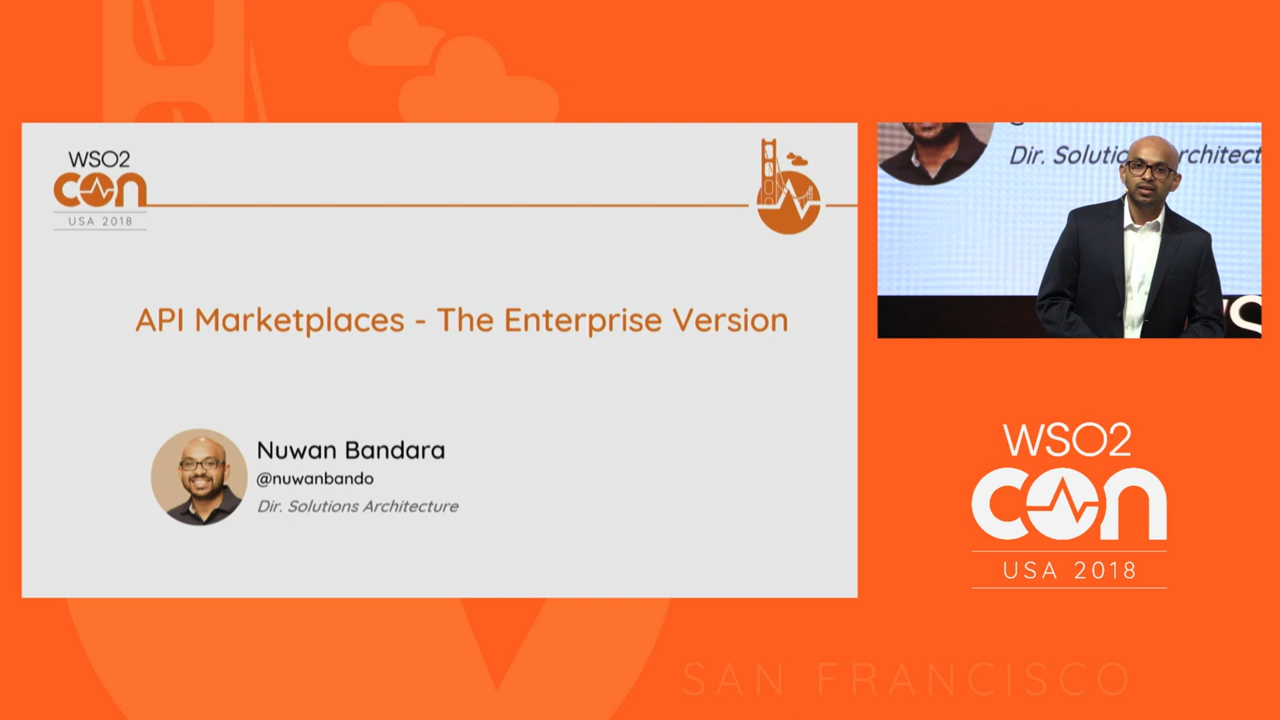 WSO2
con
USA 2018
API Marketplaces - The Enterprise Version
Nuwan Bandara
@nuwanbando
Dir. Solutions Architecture
Dir. Solutio rchitect
WSO2
con
USA 2018
SAN FRANCISCO